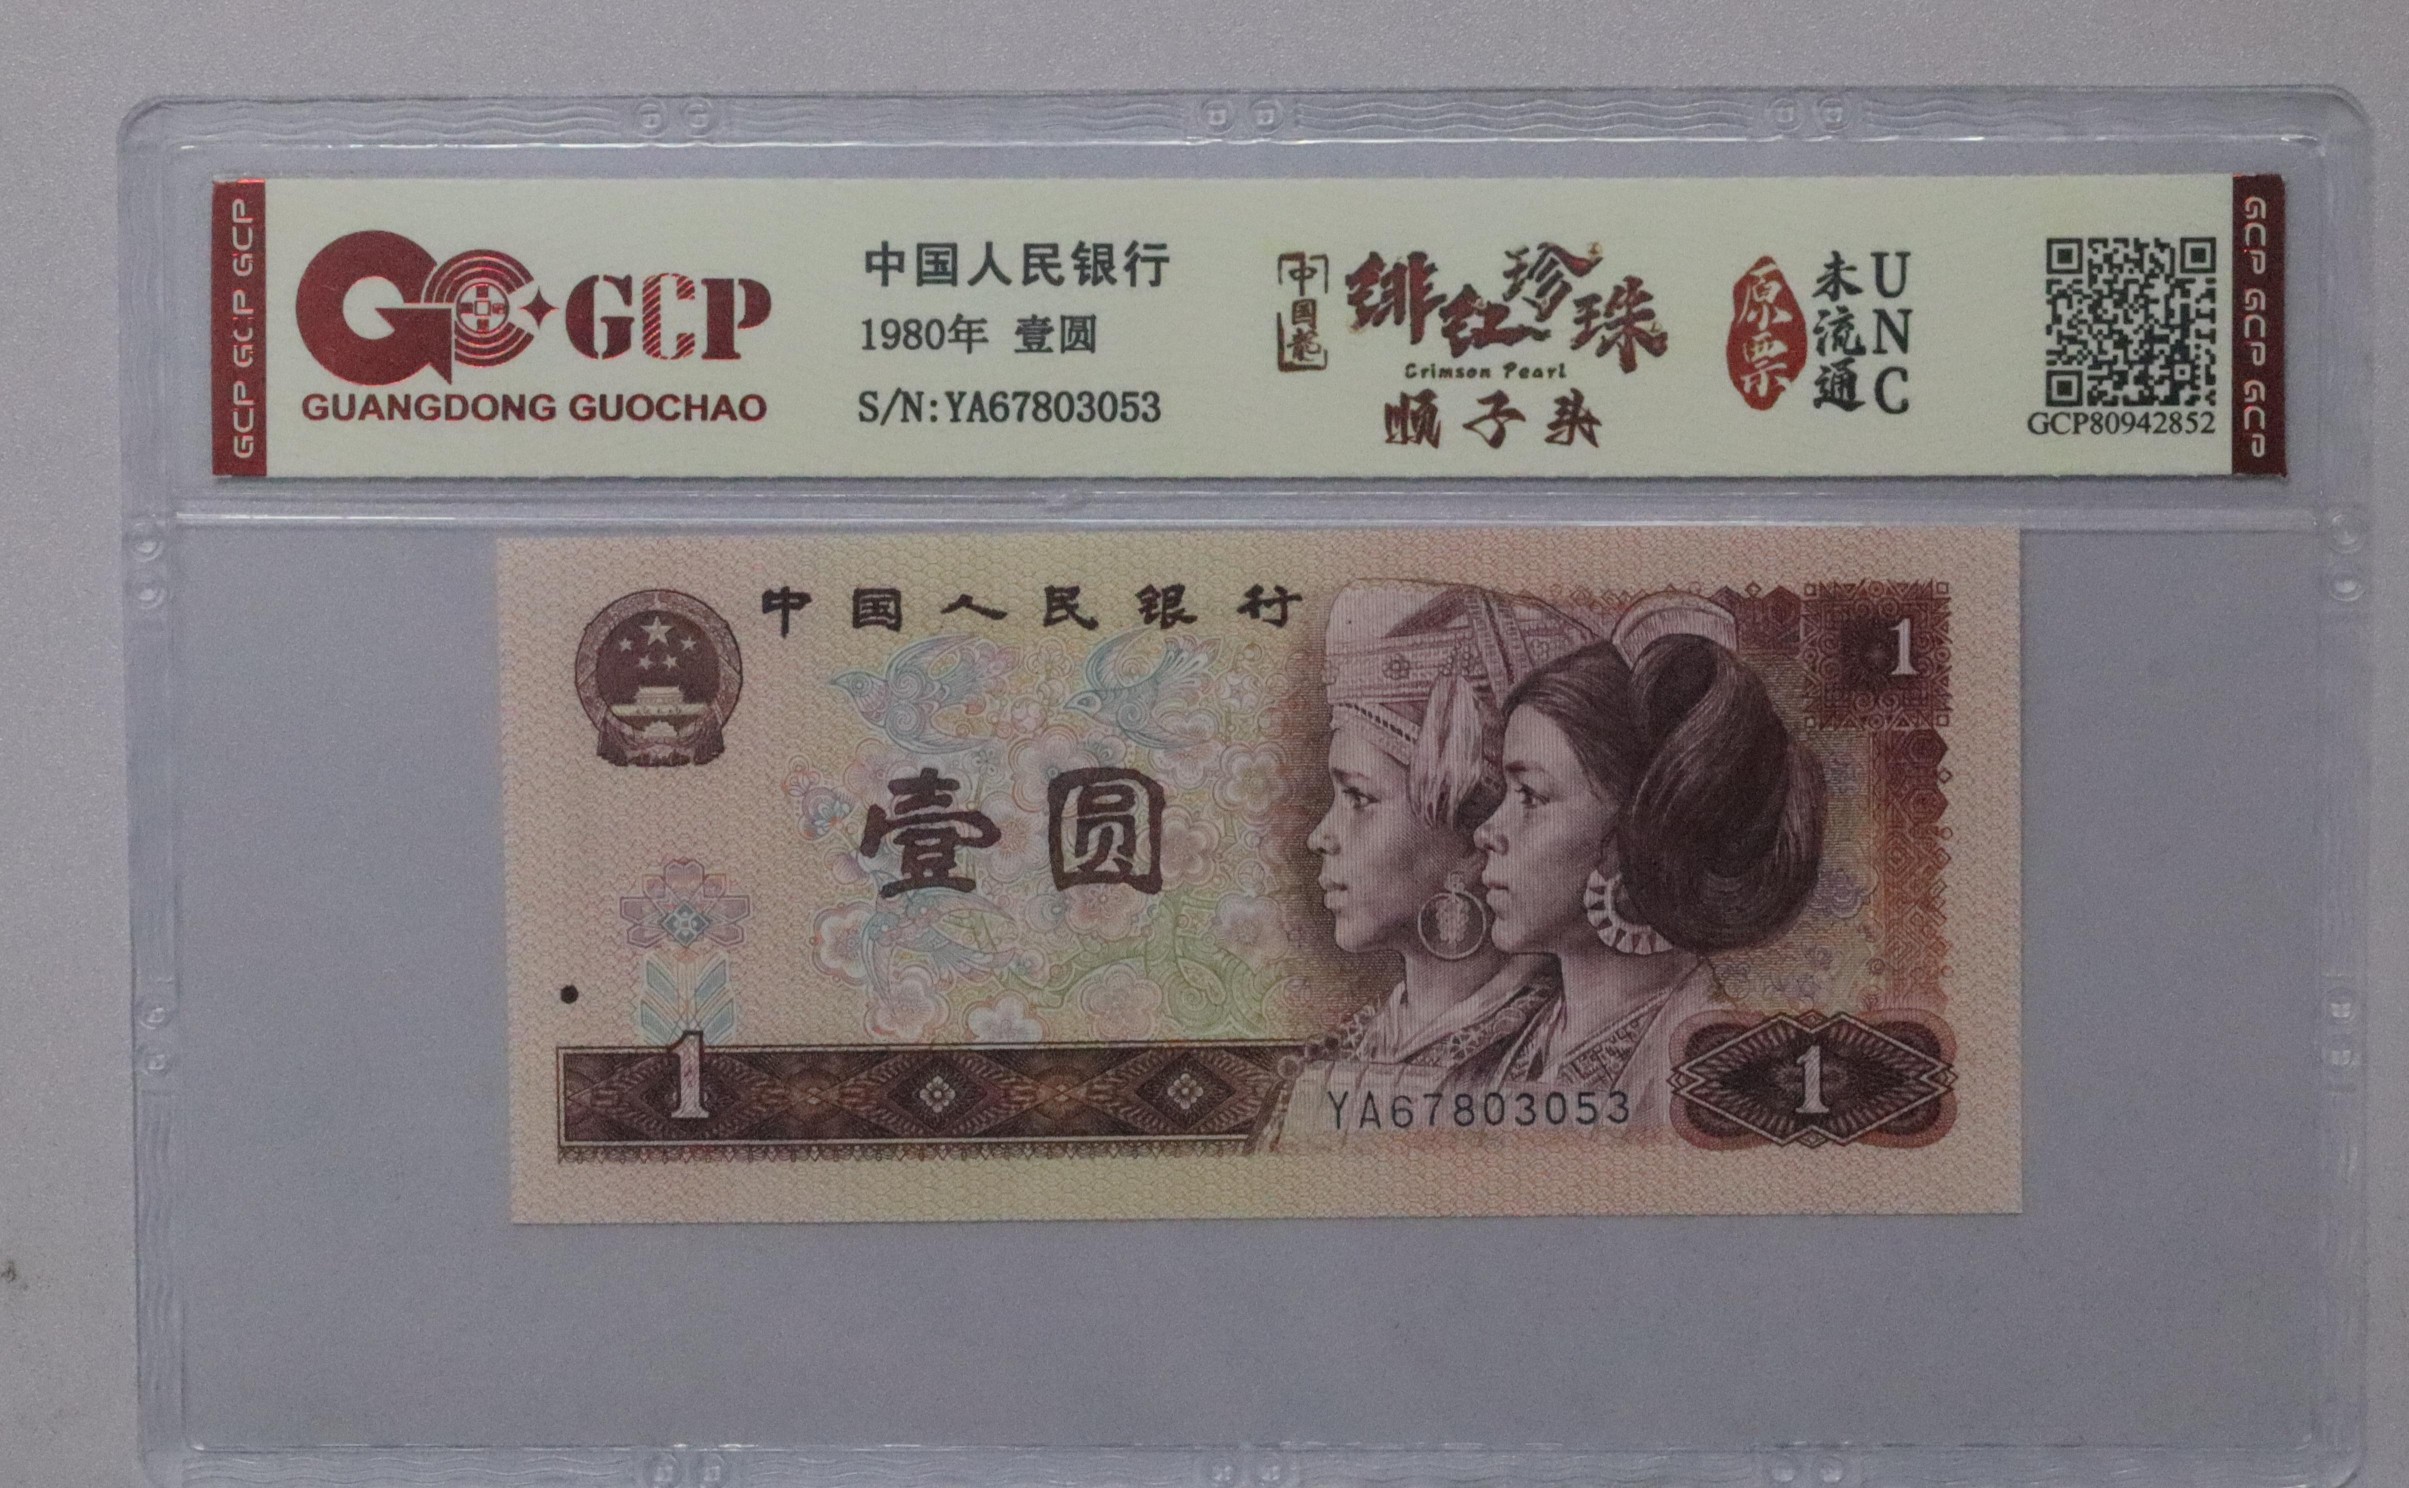 GCP GCP GCP
GCP
GUANGDONG GUOCHAO
中国人民银行
1980年 壹圆
S/N:YA67803053
中国龍
绯红珍珠
Crimson Pearl
顺子头
原票
未流通
UNC
GCP80942852
GCP GCP GCP
中国人民银行
1
壹圆
1
YA67803053
1